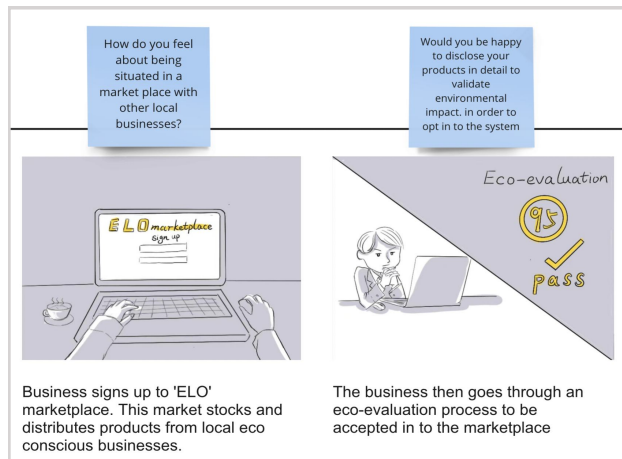 How do you feel
about being
situated in a
market place with
other local
businesses?
Would you be happy
to disclose your
products in detail to
validate
environmental
impact. in order to
opt in to the system
ELO marketplace
sign up
Eco-evaluation
95
pass
Business signs up to 'ELO'
marketplace. This market stocks and
distributes products from local eco
conscious businesses.
The business then goes through an
eco-evaluation process to be
accepted in to the marketplace